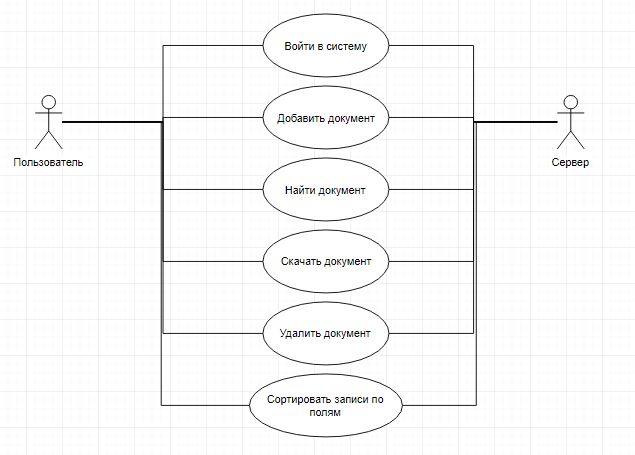 Войти в систему
Добавить документ
Пользователь
Сервер
Найти документ
Скачать документ
Удалить документ
Сортировать записи по
полям